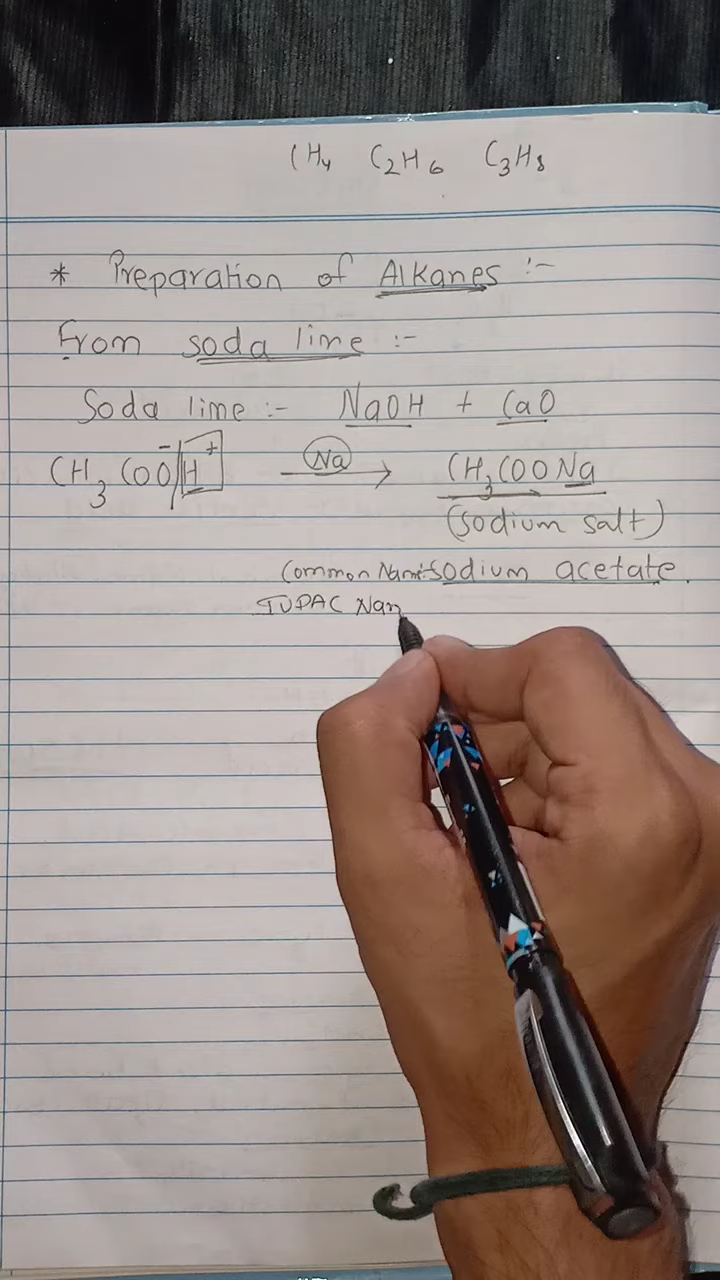 CH₄ C₂H₆ C₃H₈
* Preparation of Alkanes :-
From soda lime :-
Soda lime :- NaOH + CaO
CH₃COO⁻/H⁺ —Na→ CH₃COONa
(sodium salt)
Common Name:-sodium acetate.
IUPAC Nam